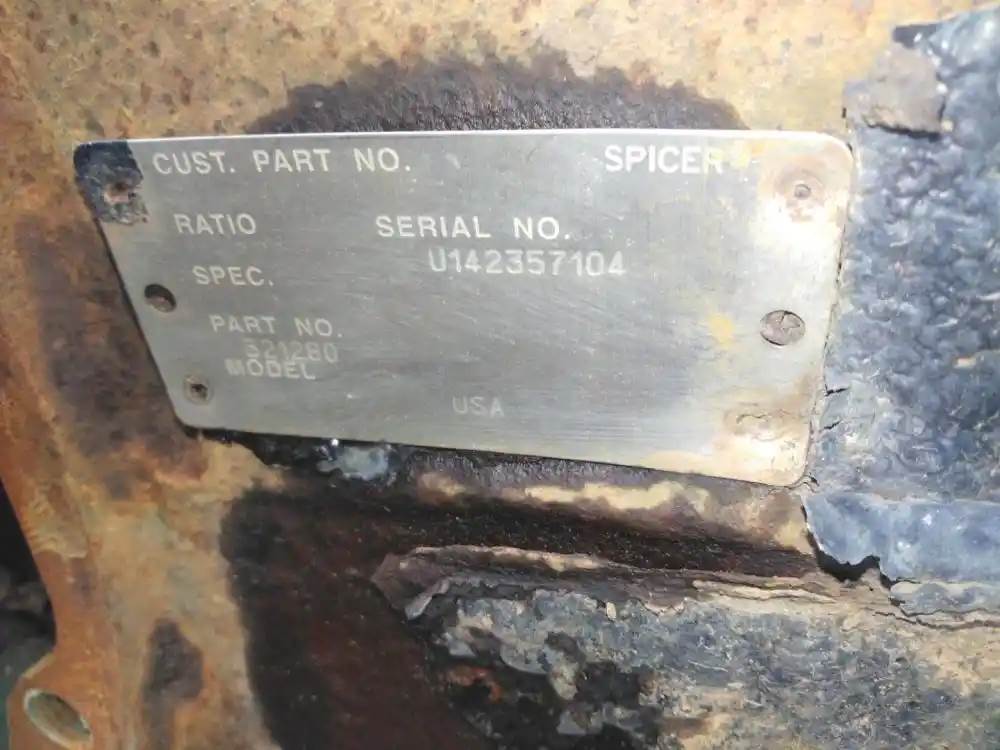 CUST. PART NO. SPICER
RATIO SERIAL NO.
SPEC. U142357104
PART NO.
321280
MODEL
USA